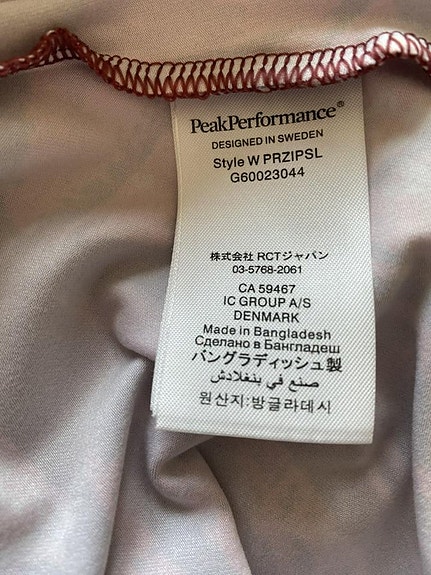 PeakPerformance®
DESIGNED IN SWEDEN
Style W PRZIPSL
G60023044
株式会社 RCTジャパン
03-5768-2061
CA 59467
IC GROUP A/S
DENMARK
Made in Bangladesh
Сделано в Бангладеш
バングラディッシュ製
صنع في بنغلادش
원산지:방글라데시